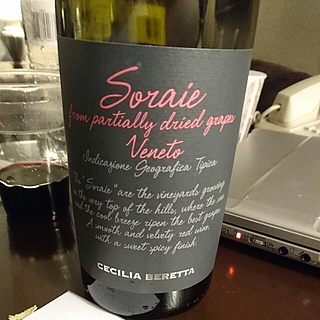 Soraie
from partially dried grapes
Veneto
Indicazione Geografica Tipica
The "Soraie" are the vineyards growing
on the very top of the hills, where the sun
and the cool breeze ripen the best grapes.
A smooth and velvety red wine,
with a sweet spicy finish.
CECILIA BERETTA